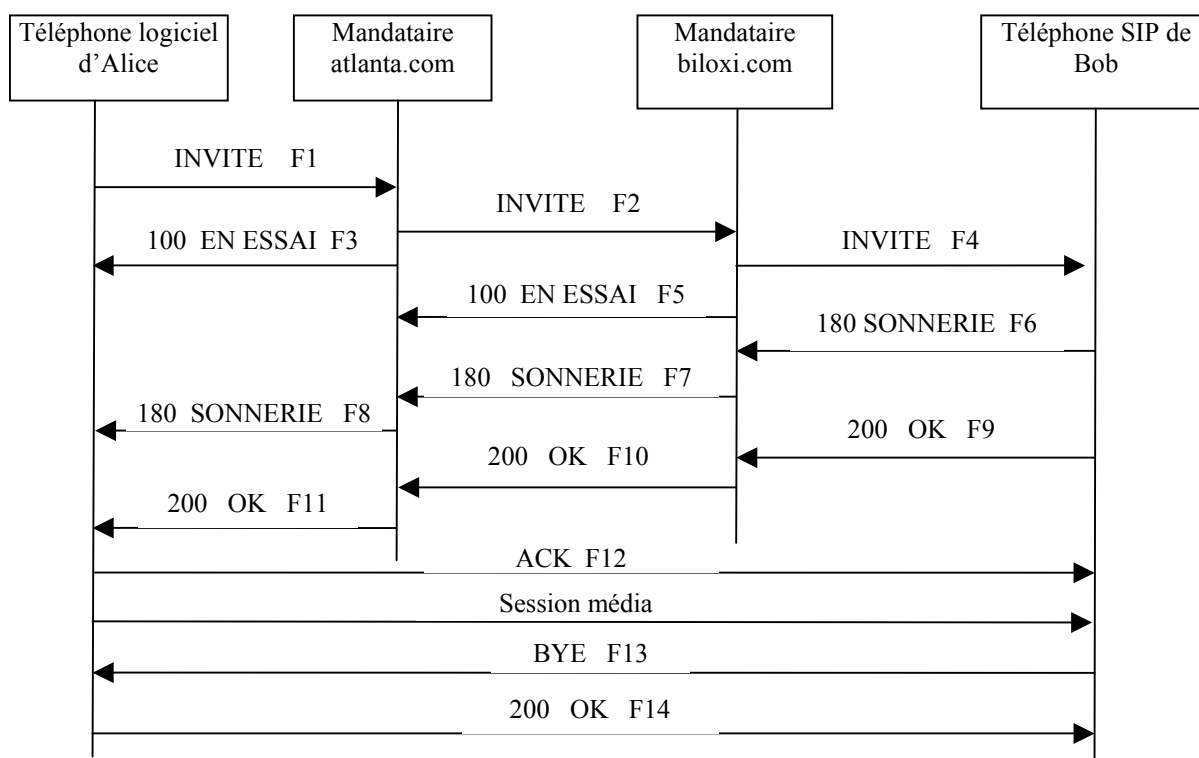 Téléphone logiciel
d’Alice
Mandataire
atlanta.com
Mandataire
biloxi.com
Téléphone SIP de
Bob
INVITE F1
INVITE F2
100 EN ESSAI F3
INVITE F4
100 EN ESSAI F5
180 SONNERIE F6
180 SONNERIE F7
180 SONNERIE F8
200 OK F9
200 OK F10
200 OK F11
ACK F12
Session média
BYE F13
200 OK F14